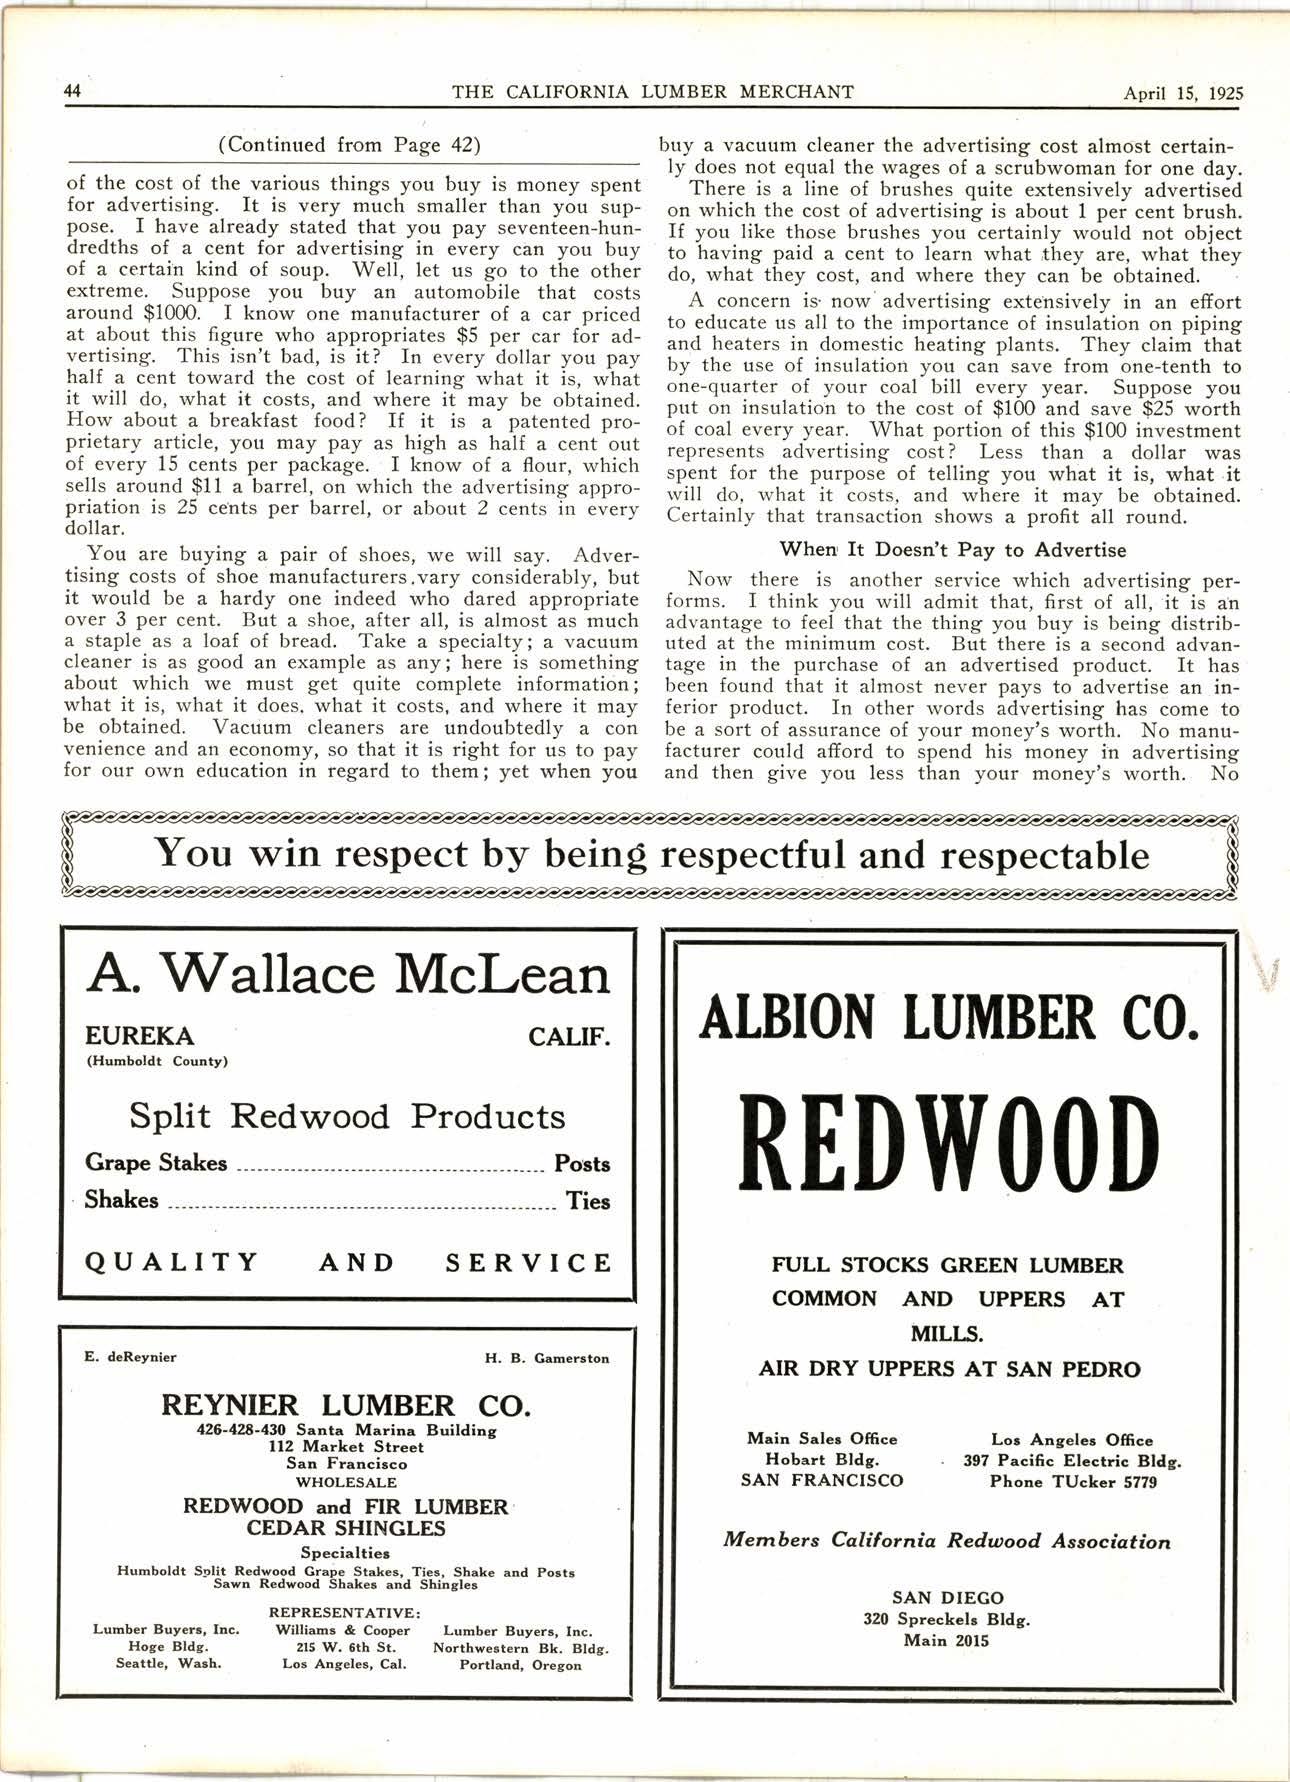 44
THE CALIFORNIA LUMBER MERCHANT
April 15, 1925
(Continued from Page 42)
of the cost of the various things you buy is money spent
for advertising. It is very much smaller than you sup-
pose. I have already stated that you pay seventeen-hun-
dredths of a cent for advertising in every can you buy
of a certain kind of soup. Well, let us go to the other
extreme. Suppose you buy an automobile that costs
around $1000. I know one manufacturer of a car priced
at about this figure who appropriates $5 per car for ad-
vertising. This isn't bad, is it? In every dollar you pay
half a cent toward the cost of learning what it is, what
it will do, what it costs, and where it may be obtained.
How about a breakfast food? If it is a patented pro-
prietary article, you may pay as high as half a cent out
of every 15 cents per package. I know of a flour, which
sells around $11 a barrel, on which the advertising appro-
priation is 25 cents per barrel, or about 2 cents in every
dollar.
You are buying a pair of shoes, we will say. Adver-
tising costs of shoe manufacturers vary considerably, but
it would be a hardy one indeed who dared appropriate
over 3 per cent. But a shoe, after all, is almost as much
a staple as a loaf of bread. Take a specialty; a vacuum
cleaner is as good an example as any; here is something
about which we must get quite complete information;
what it is, what it does. what it costs, and where it may
be obtained. Vacuum cleaners are undoubtedly a con
venience and an economy, so that it is right for us to pay
for our own education in regard to them; yet when you
buy a vacuum cleaner the advertising cost almost certain-
ly does not equal the wages of a scrubwoman for one day.
There is a line of brushes quite extensively advertised
on which the cost of advertising is about 1 per cent brush.
If you like those brushes you certainly would not object
to having paid a cent to learn what they are, what they
do, what they cost, and where they can be obtained.
A concern is now advertising extensively in an effort
to educate us all to the importance of insulation on piping
and heaters in domestic heating plants. They claim that
by the use of insulation you can save from one-tenth to
one-quarter of your coal bill every year. Suppose you
put on insulation to the cost of $100 and save $25 worth
of coal every year. What portion of this $100 investment
represents advertising cost? Less than a dollar was
spent for the purpose of telling you what it is, what it
will do, what it costs, and where it may be obtained.
Certainly that transaction shows a profit all round.
When It Doesn't Pay to Advertise
Now there is another service which advertising per-
forms. I think you will admit that, first of all, it is an
advantage to feel that the thing you buy is being distrib-
uted at the minimum cost. But there is a second advan-
tage in the purchase of an advertised product. It has
been found that it almost never pays to advertise an in-
ferior product. In other words advertising has come to
be a sort of assurance of your money's worth. No manu-
facturer could afford to spend his money in advertising
and then give you less than your money's worth. No
You win respect by being respectful and respectable
A. Wallace McLean
EUREKA CALIF.
(Humboldt County)
Split Redwood Products
Grape Stakes ........ Posts
Shakes ........ Ties
QUALITY AND SERVICE
E. deReynier H. B. Gamerston
REYNIER LUMBER CO.
426-428-430 Santa Marina Building
112 Market Street
San Francisco
WHOLESALE
REDWOOD and FIR LUMBER
CEDAR SHINGLES
Specialties
Humboldt Split Redwood Grape Stakes, Ties, Shake and Posts
Sawn Redwood Shakes and Shingles
REPRESENTATIVE:
Lumber Buyers, Inc. Williams & Cooper Lumber Buyers, Inc.
Hoge Bldg. 215 W. 6th St. Northwestern Bk. Bldg.
Seattle, Wash. Los Angeles, Cal. Portland, Oregon
ALBION LUMBER CO.
REDWOOD
FULL STOCKS GREEN LUMBER
COMMON AND UPPERS AT
MILLS.
AIR DRY UPPERS AT SAN PEDRO
Main Sales Office Los Angeles Office
Hobart Bldg. 397 Pacific Electric Bldg.
SAN FRANCISCO Phone TUcker 5779
Members California Redwood Association
SAN DIEGO
320 Spreckels Bldg.
Main 2015